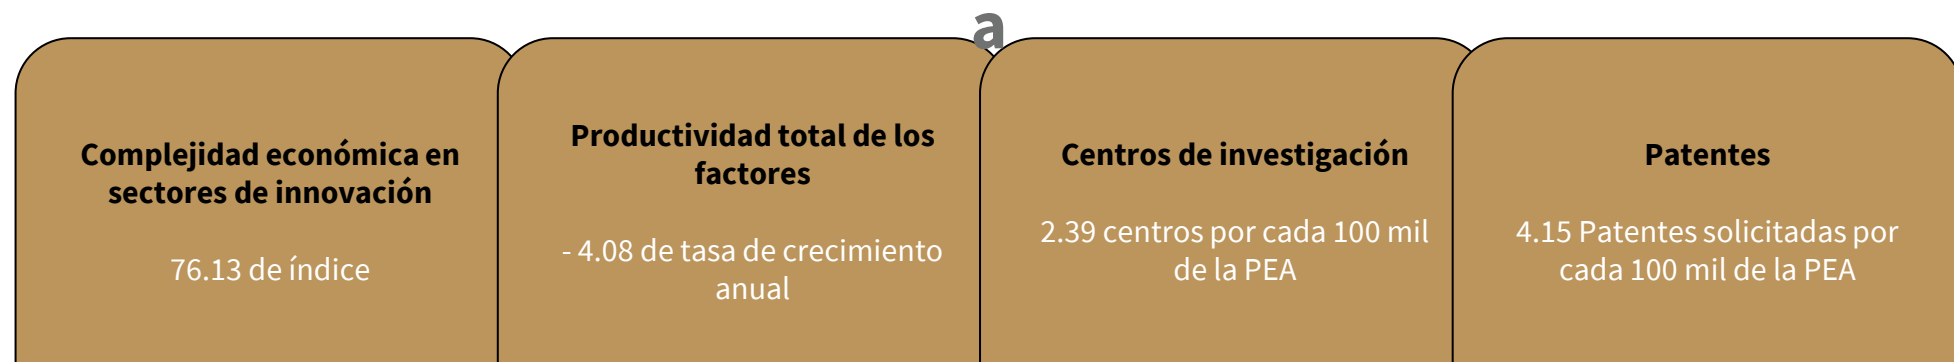 a
Complejidad económica en
sectores de innovación
76.13 de índice
Productividad total de los
factores
- 4.08 de tasa de crecimiento
anual
Centros de investigación
2.39 centros por cada 100 mil
de la PEA
Patentes
4.15 Patentes solicitadas por
cada 100 mil de la PEA